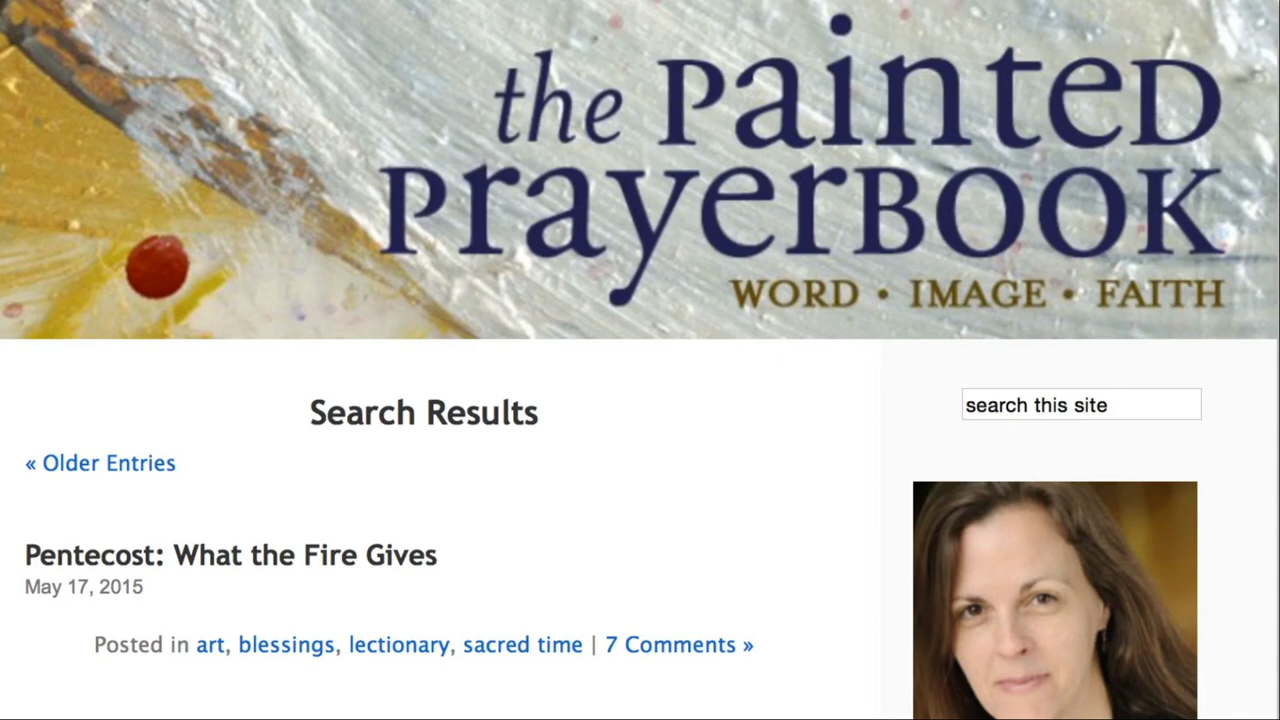 the Painted
PrayerBook
WORD • IMAGE • FAITH
Search Results
search this site
« Older Entries
Pentecost: What the Fire Gives
May 17, 2015
Posted in art, blessings, lectionary, sacred time | 7 Comments »